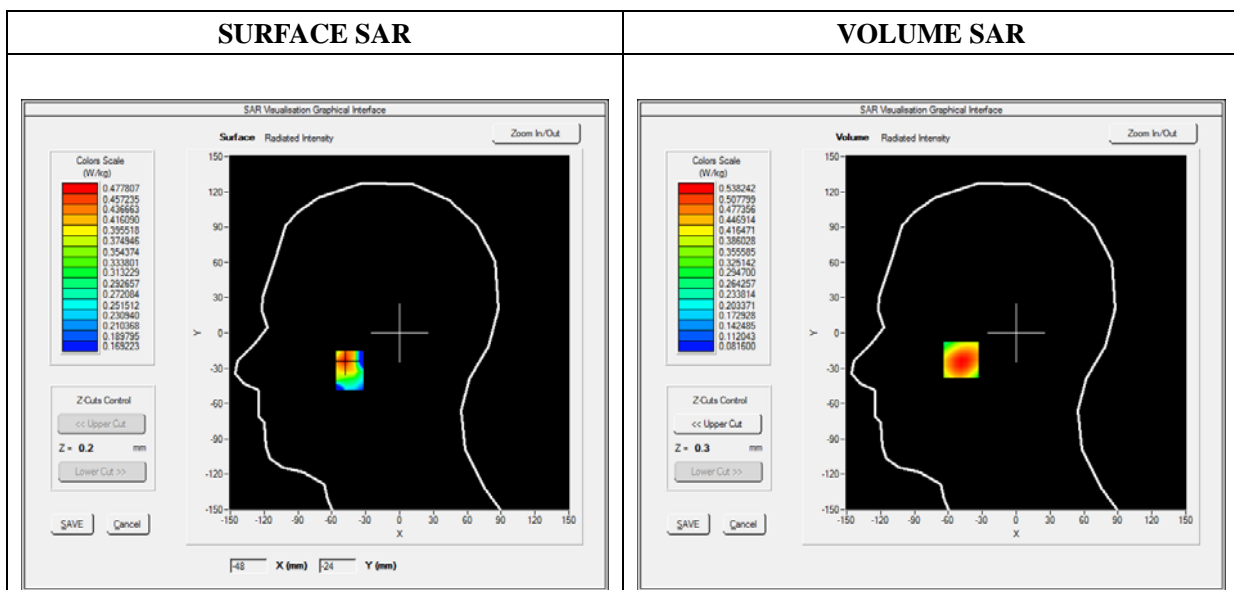 SURFACE SAR
VOLUME SAR
SAR Visualisation Graphical Interface
Surface Radiated Intensity
Zoom In/Out
Colors Scale
(W/kg)
0.477807
0.457235
0.436663
0.416090
0.395518
0.374946
0.354374
0.333801
0.313229
0.292657
0.272084
0.251512
0.230940
0.210368
0.189795
0.169223
Z-Cuts Control
<< Upper Cut
Z = 0.2 mm
Lower Cut >>
SAVE Cancel
150
120
90
60
30
0
-30
-60
-90
-120
-150
Y
-150 -120 -90 -60 -30 0 30 60 90 120 150
X
-48 X (mm) -24 Y (mm)
SAR Visualisation Graphical Interface
Volume Radiated Intensity
Zoom In/Out
Colors Scale
(W/kg)
0.538242
0.507799
0.477356
0.446914
0.416471
0.386028
0.355585
0.325142
0.294700
0.264257
0.233814
0.203371
0.172928
0.142485
0.112043
0.081600
Z-Cuts Control
<< Upper Cut
Z = 0.3 mm
Lower Cut >>
SAVE Cancel
150
120
90
60
30
0
-30
-60
-90
-120
-150
Y
-150 -120 -90 -60 -30 0 30 60 90 120 150
X